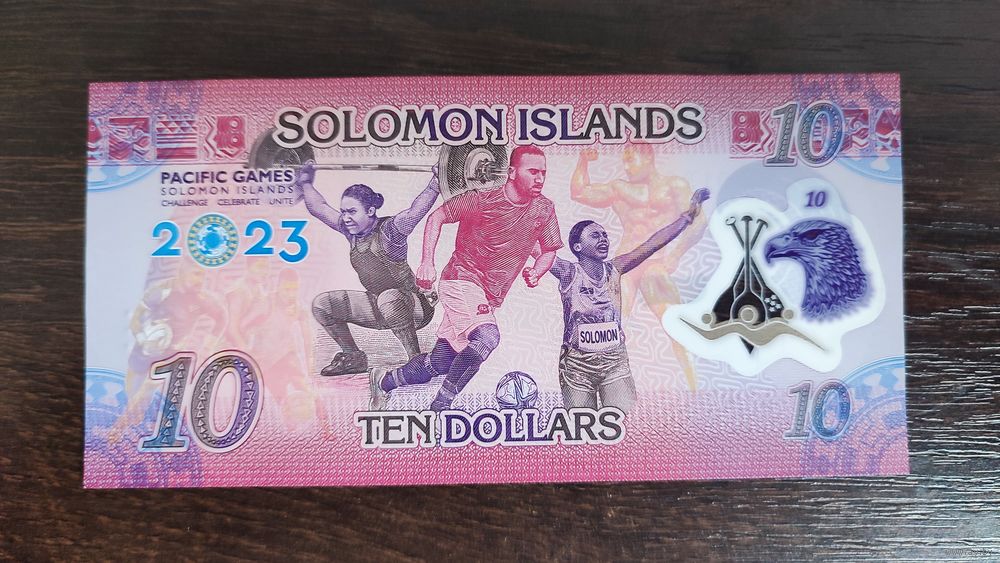 SOLOMON ISLANDS
10
PACIFIC GAMES
SOLOMON ISLANDS
CHALLENGE CELEBRATE UNITE
2023
10
SOLOMON
10
TEN DOLLARS
10